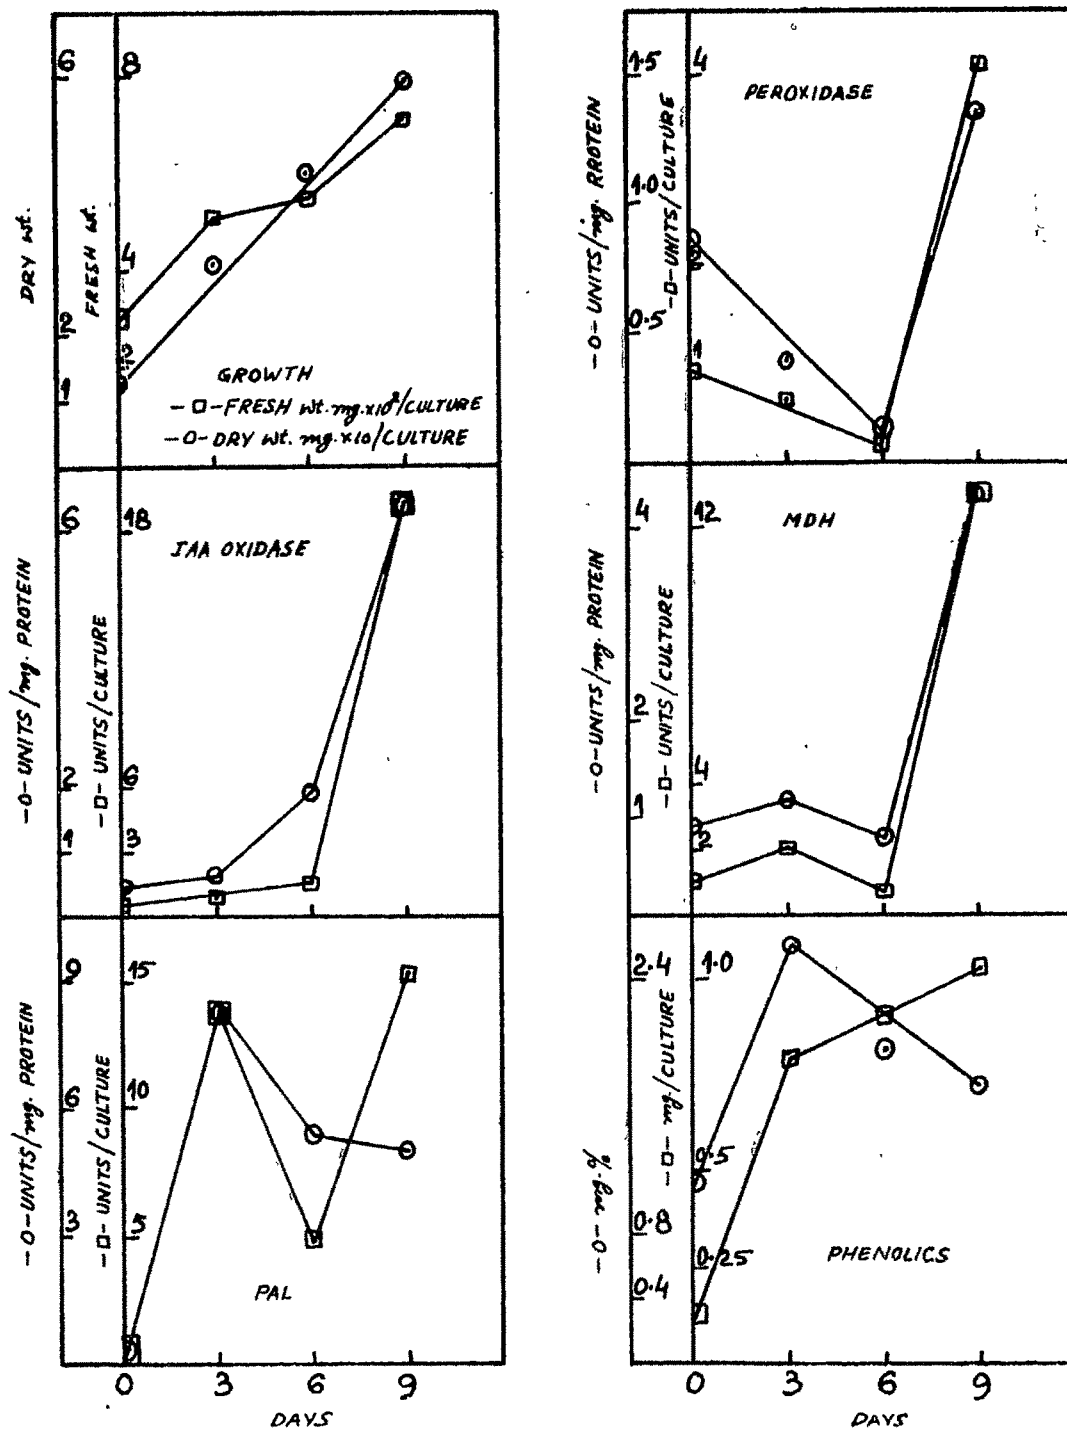 6
8
4
2
2
1
DRY wt.
FRESH wt.
GROWTH
-□-FRESH wt. mg. x10²/CULTURE
-O-DRY wt. mg. x10/CULTURE
1.5
4
1.0
0.5
1
-O-UNITS/mg. PROTEIN
-□-UNITS/CULTURE
PEROXIDASE
6
18
2
6
1
3
-O-UNITS/mg. PROTEIN
-□-UNITS/CULTURE
IAA OXIDASE
4
12
2
4
1
2
-O-UNITS/mg. PROTEIN
-□-UNITS/CULTURE
MDH
9
15
6
10
3
5
-O-UNITS/mg. PROTEIN
-□-UNITS/CULTURE
PAL
0 3 6 9
DAYS
2.4
1.0
0.5
0.8
0.25
0.4
-O-mg.%
-□-mg./CULTURE
PHENOLICS
0 3 6 9
DAYS